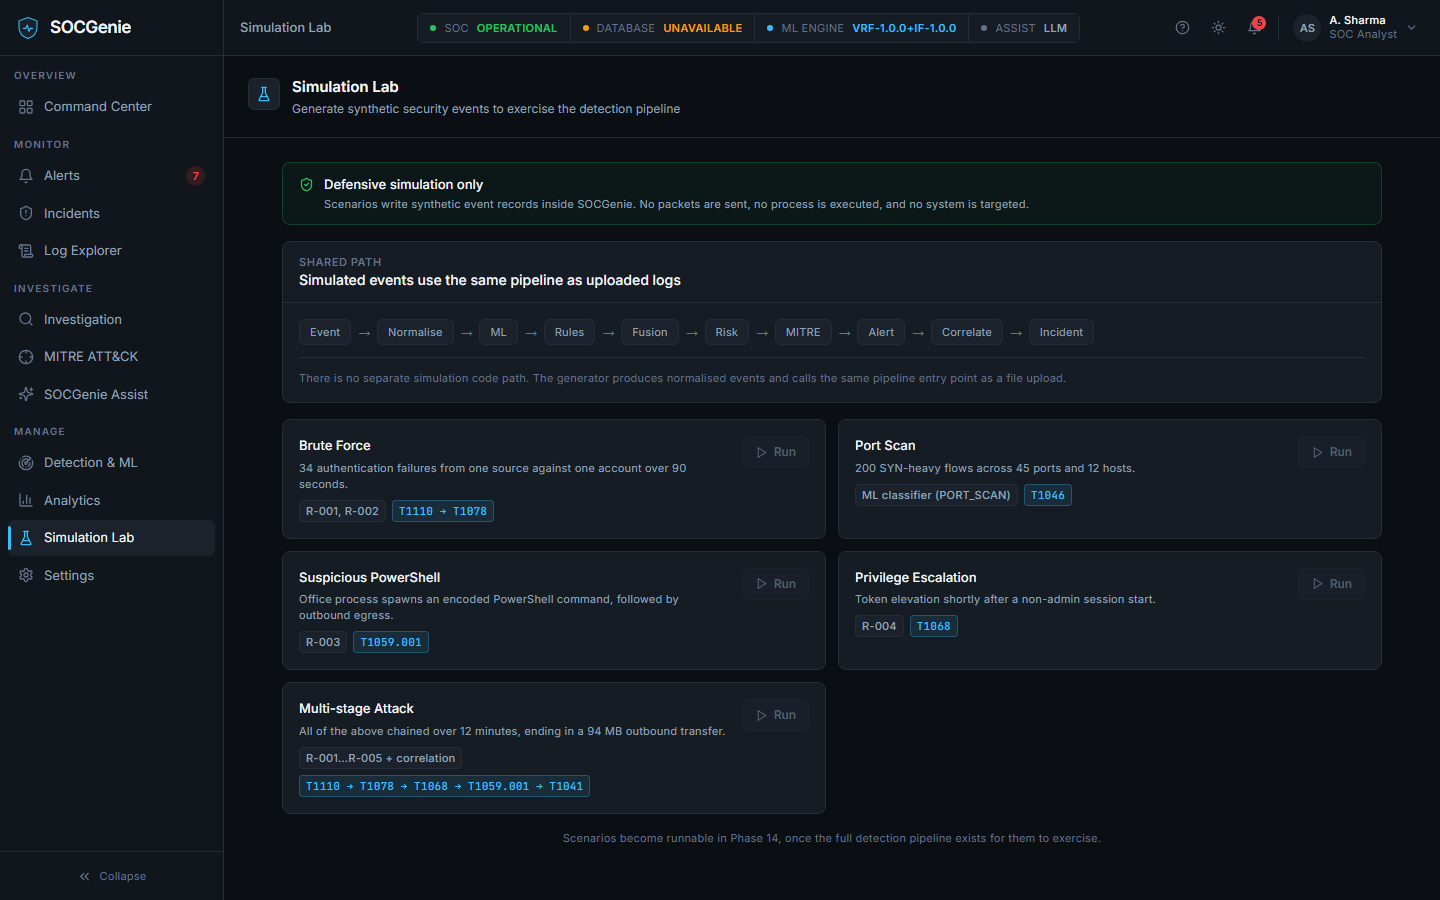 SOCGenie
Simulation Lab
SOC OPERATIONAL
DATABASE UNAVAILABLE
ML ENGINE VRF-1.0.0+IF-1.0.0
ASSIST LLM
5
AS
A. Sharma
SOC Analyst
OVERVIEW
Command Center
MONITOR
Alerts 7
Incidents
Log Explorer
INVESTIGATE
Investigation
MITRE ATT&CK
SOCGenie Assist
MANAGE
Detection & ML
Analytics
Simulation Lab
Settings
Collapse
Simulation Lab
Generate synthetic security events to exercise the detection pipeline
Defensive simulation only
Scenarios write synthetic event records inside SOCGenie. No packets are sent, no process is executed, and no system is targeted.
SHARED PATH
Simulated events use the same pipeline as uploaded logs
Event → Normalise → ML → Rules → Fusion → Risk → MITRE → Alert → Correlate → Incident
There is no separate simulation code path. The generator produces normalised events and calls the same pipeline entry point as a file upload.
Brute Force
Run
34 authentication failures from one source against one account over 90
seconds.
R-001, R-002 T1110 → T1078
Port Scan
Run
200 SYN-heavy flows across 45 ports and 12 hosts.
ML classifier (PORT_SCAN) T1046
Suspicious PowerShell
Run
Office process spawns an encoded PowerShell command, followed by
outbound egress.
R-003 T1059.001
Privilege Escalation
Run
Token elevation shortly after a non-admin session start.
R-004 T1068
Multi-stage Attack
Run
All of the above chained over 12 minutes, ending in a 94 MB outbound transfer.
R-001…R-005 + correlation
T1110 → T1078 → T1068 → T1059.001 → T1041
Scenarios become runnable in Phase 14, once the full detection pipeline exists for them to exercise.